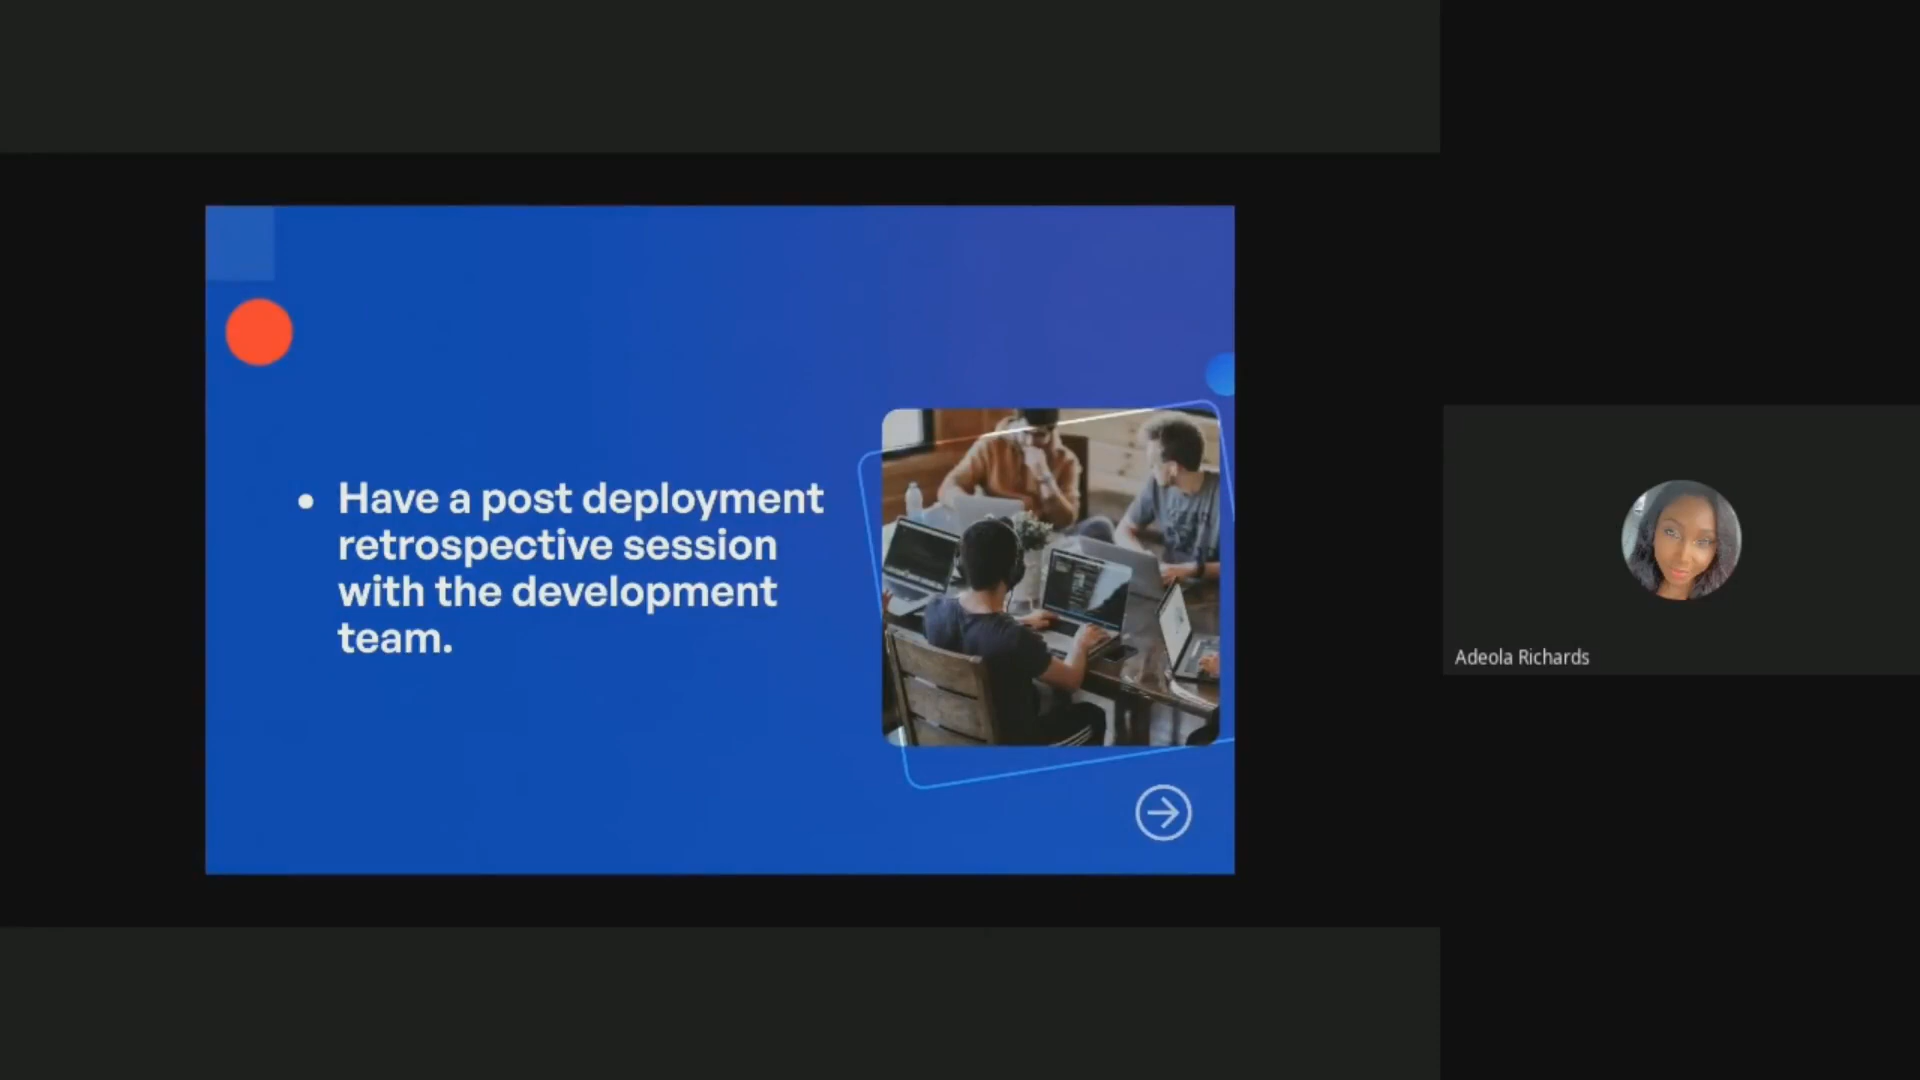 • Have a post deployment
retrospective session
with the development
team.
Adeola Richards